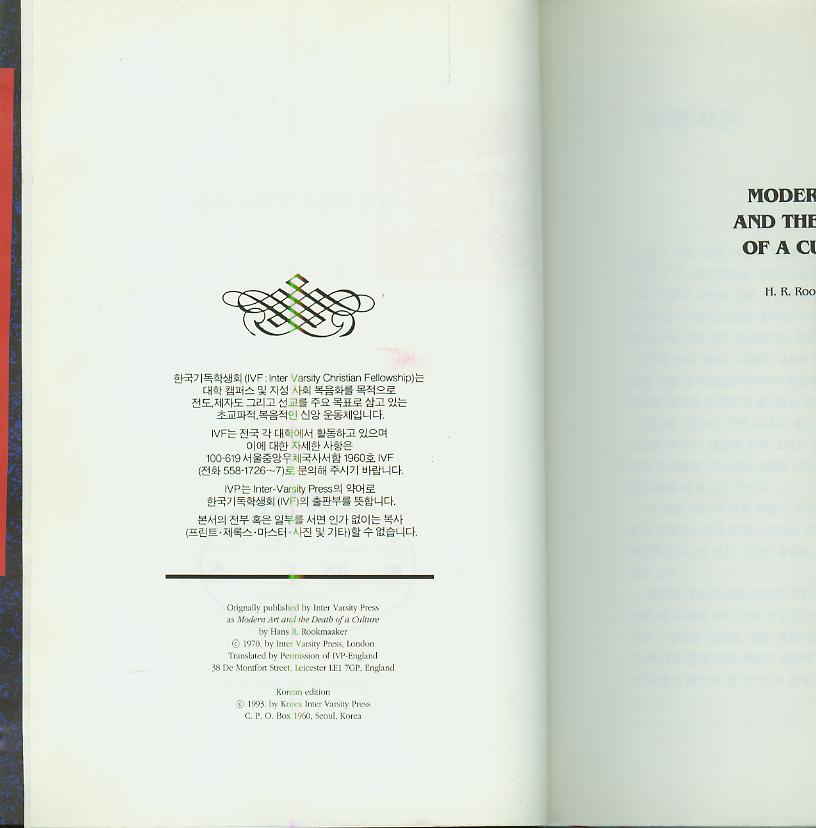 한국기독학생회 (IVF : Inter Varsity Christian Fellowship)는
대학 캠퍼스 및 지성 사회 복음화를 목적으로
전도,제자도 그리고 선교를 주요 목표로 삼고 있는
초교파적,복음적인 신앙 운동체입니다.
IVF는 전국 각 대학에서 활동하고 있으며
이에 대한 자세한 사항은
100-619 서울중앙우체국사서함 1960호 IVF
(전화 558-1726~7)로 문의해 주시기 바랍니다.
IVP는 Inter-Varsity Press의 약어로
한국기독학생회 (IVF)의 출판부를 뜻합니다.
본서의 전부 혹은 일부를 서면 인가 없이는 복사
(프린트·제록스·마스터·사진 및 기타)할 수 없습니다.
Orignally published by Inter Varsity Press
as Modern Art and the Death of a Culture
by Hans R. Rookmaaker
ⓒ 1970. by Inter Varsity Press, London
Translated by Permission of IVP-England
38 De Montfort Street. Leicester LE1 7GP, England
Korean edition
ⓒ 1993. by Korea Inter Varsity Press
C. P. O. Box 1960, Seoul, Korea
MODER
AND THE
OF A CU
H. R. Roo